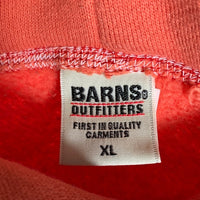 BARNS®
OUTFITTERS
FIRST IN QUALITY
GARMENTS
XL